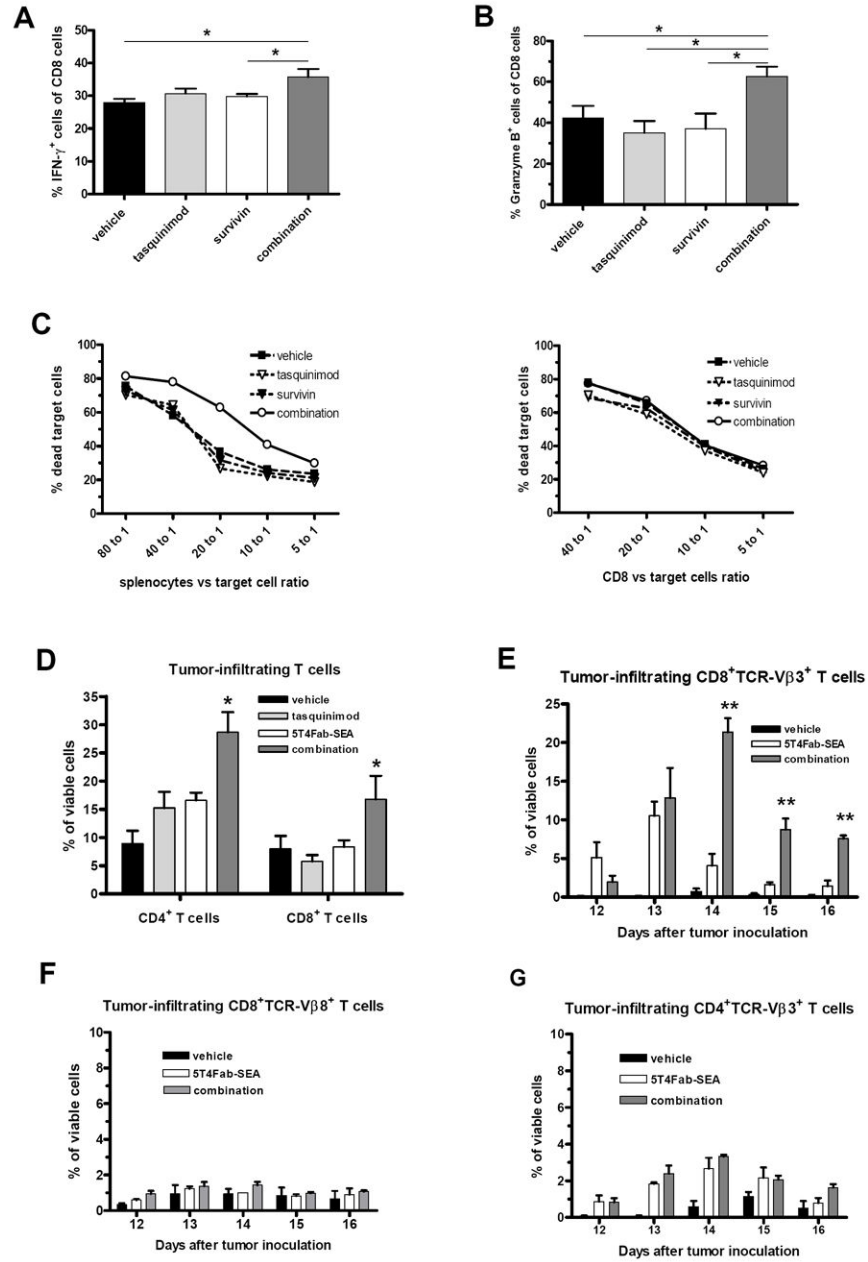 A
% IFN-γ+ cells of CD8 cells
50
40
30
20
10
0
*
*
vehicle
tasquinimod
survivin
combination
B
% Granzyme B+ cells of CD8 cells
80
60
40
20
0
*
*
*
vehicle
tasquinimod
survivin
combination
C
% dead target cells
100
80
60
40
20
0
vehicle
tasquinimod
survivin
combination
80 to 1
40 to 1
20 to 1
10 to 1
5 to 1
splenocytes vs target cell ratio
% dead target cells
100
80
60
40
20
0
vehicle
tasquinimod
survivin
combination
40 to 1
20 to 1
10 to 1
5 to 1
CD8 vs target cells ratio
D
Tumor-infiltrating T cells
% of viable cells
35
30
25
20
15
10
5
0
vehicle
tasquinimod
5T4Fab-SEA
combination
*
*
CD4+ T cells
CD8+ T cells
E
Tumor-infiltrating CD8+TCR-Vβ3+ T cells
% of viable cells
25
20
15
10
5
0
vehicle
5T4Fab-SEA
combination
**
**
**
12
13
14
15
16
Days after tumor inoculation
F
Tumor-infiltrating CD8+TCR-Vβ8+ T cells
% of viable cells
10
8
6
4
2
0
vehicle
5T4Fab-SEA
combination
12
13
14
15
16
Days after tumor inoculation
G
Tumor-infiltrating CD4+TCR-Vβ3+ T cells
% of viable cells
10
8
6
4
2
0
vehicle
5T4Fab-SEA
combination
12
13
14
15
16
Days after tumor inoculation